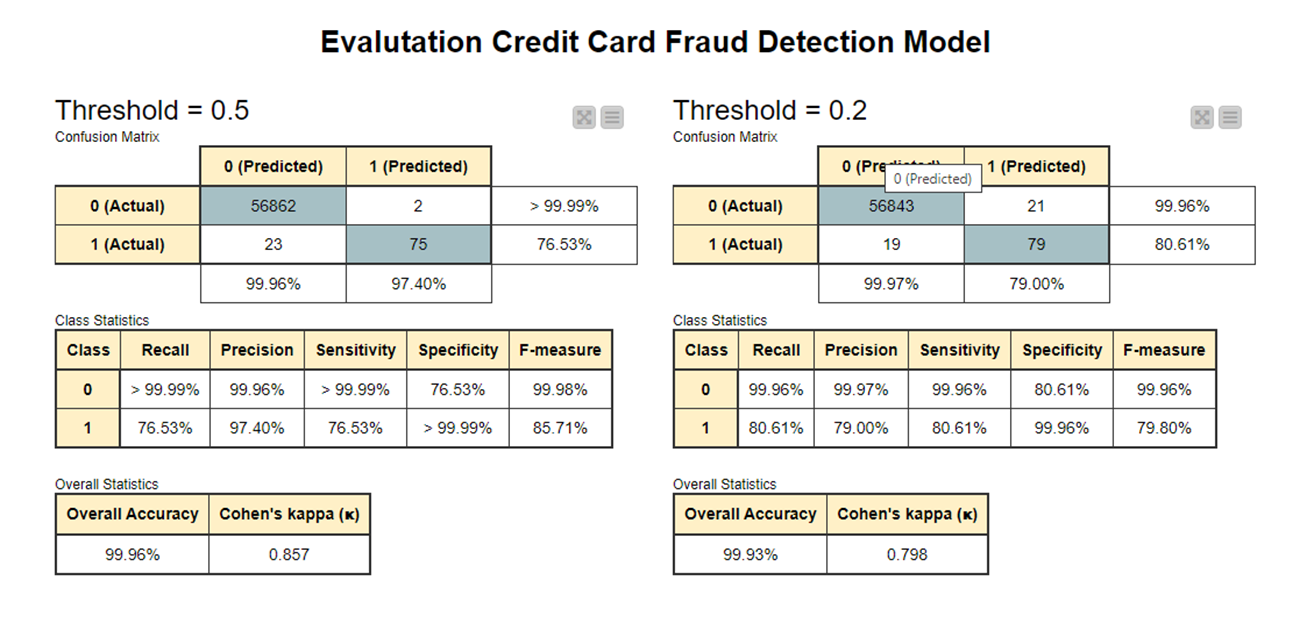 Evalutation Credit Card Fraud Detection Model
Threshold = 0.5
Confusion Matrix
0 (Predicted) 1 (Predicted)
0 (Actual) 56862 2 > 99.99%
1 (Actual) 23 75 76.53%
99.96% 97.40%
Class Statistics
Class Recall Precision Sensitivity Specificity F-measure
0 > 99.99% 99.96% > 99.99% 76.53% 99.98%
1 76.53% 97.40% 76.53% > 99.99% 85.71%
Overall Statistics
Overall Accuracy Cohen's kappa (κ)
99.96% 0.857
Threshold = 0.2
Confusion Matrix
0 (Predicted) 1 (Predicted)
0 (Predicted)
0 (Actual) 56843 21 99.96%
1 (Actual) 19 79 80.61%
99.97% 79.00%
Class Statistics
Class Recall Precision Sensitivity Specificity F-measure
0 99.96% 99.97% 99.96% 80.61% 99.96%
1 80.61% 79.00% 80.61% 99.96% 79.80%
Overall Statistics
Overall Accuracy Cohen's kappa (κ)
99.93% 0.798